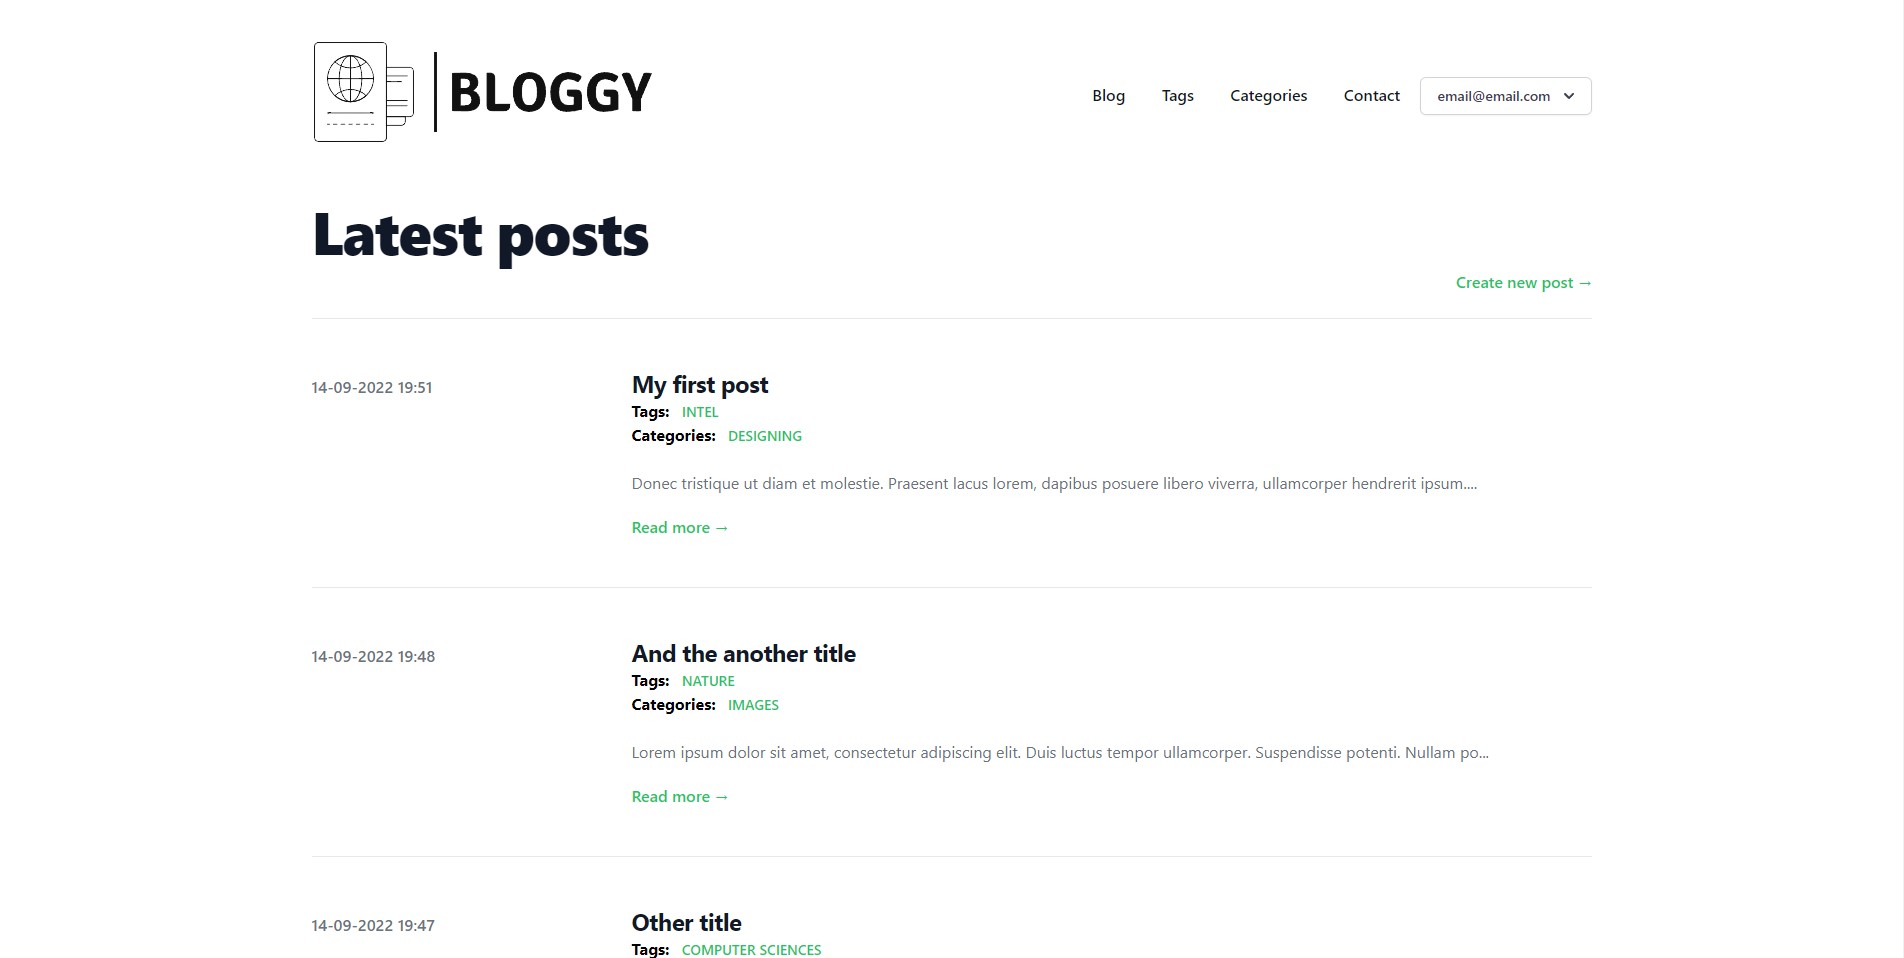 BLOGGY
Blog Tags Categories Contact email@email.com
Latest posts
Create new post →
14-09-2022 19:51
My first post
Tags: INTEL
Categories: DESIGNING
Donec tristique ut diam et molestie. Praesent lacus lorem, dapibus posuere libero viverra, ullamcorper hendrerit ipsum....
Read more →
14-09-2022 19:48
And the another title
Tags: NATURE
Categories: IMAGES
Lorem ipsum dolor sit amet, consectetur adipiscing elit. Duis luctus tempor ullamcorper. Suspendisse potenti. Nullam po...
Read more →
14-09-2022 19:47
Other title
Tags: COMPUTER SCIENCES